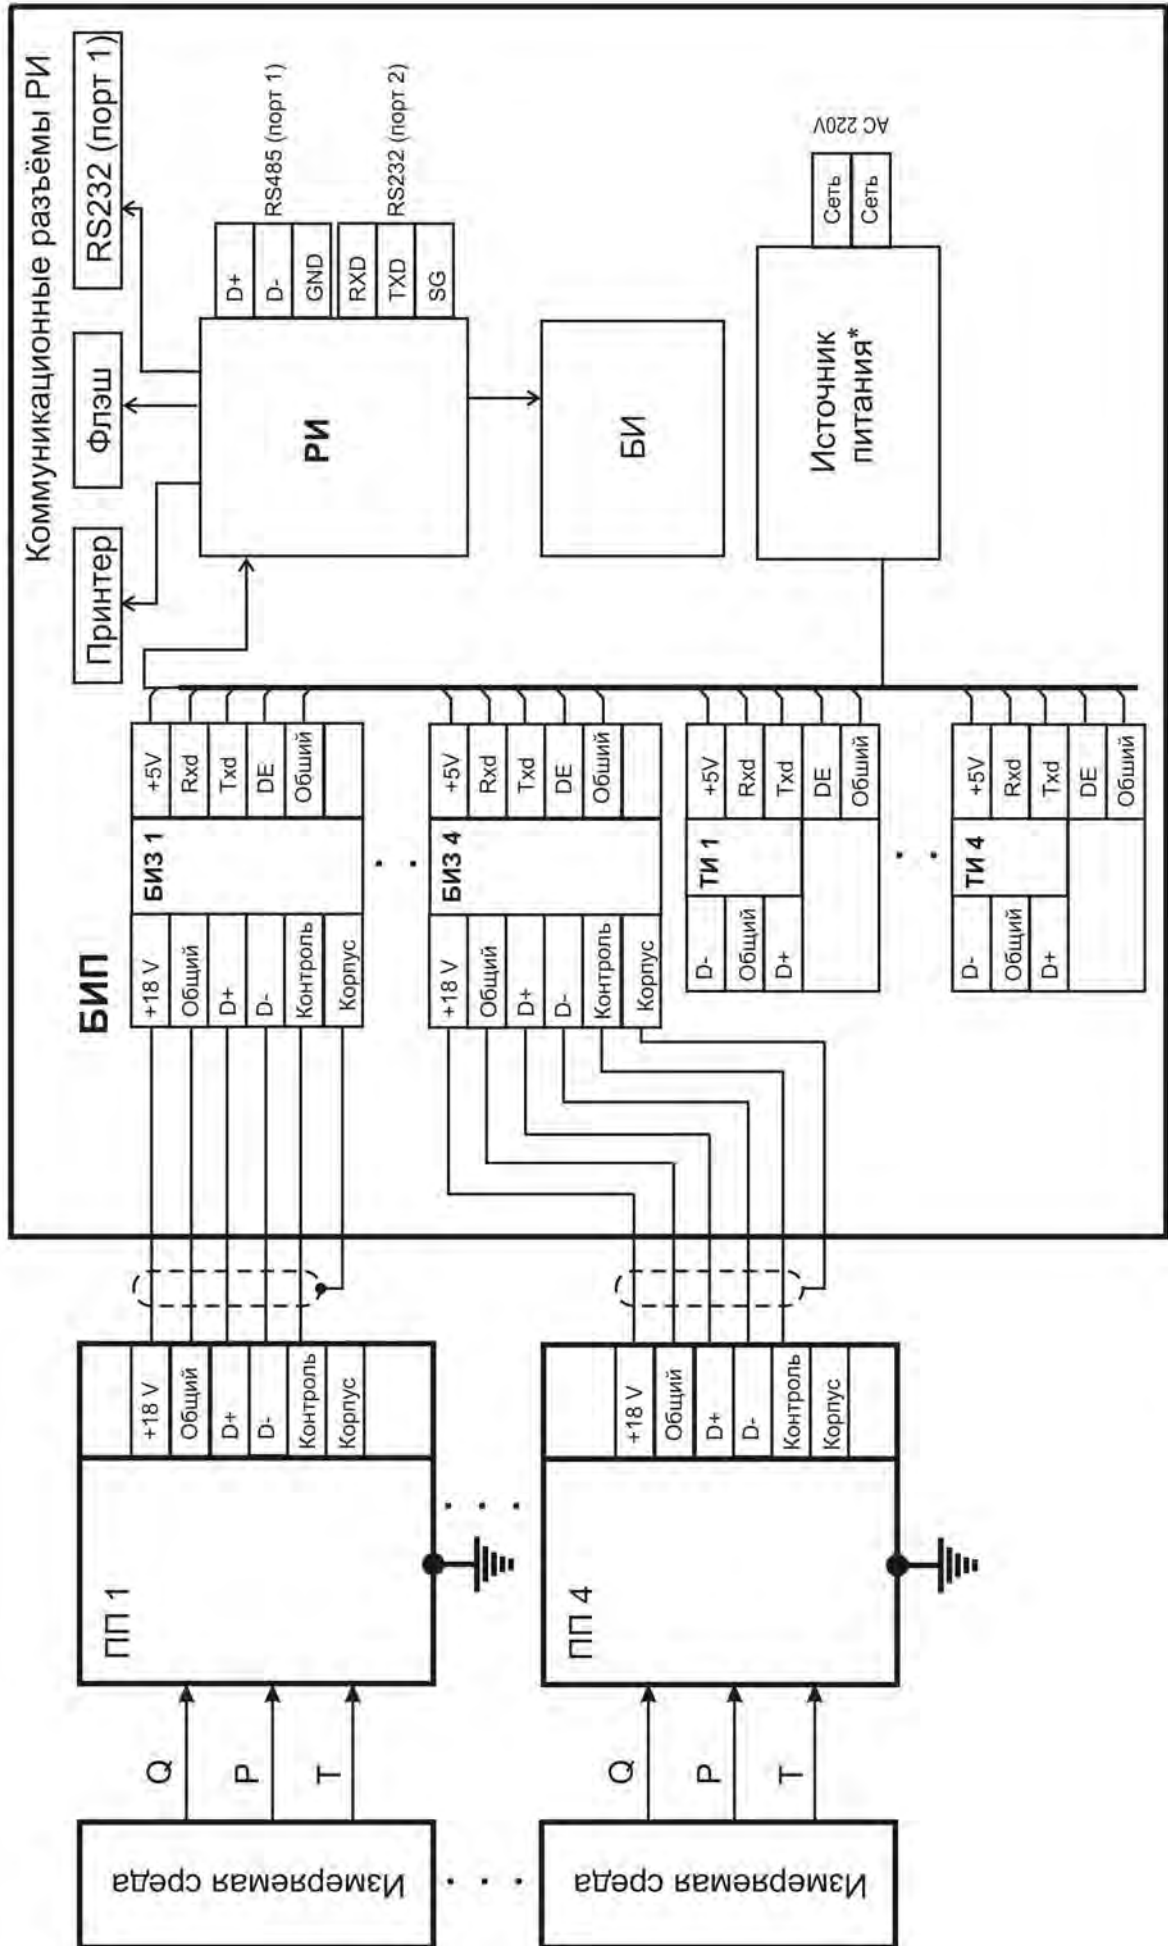 Коммуникационные разъёмы РИ
Принтер
Флэш
RS232 (порт 1)
БИП
+18 V
Общий
D+
D-
Контроль
Корпус
БИЗ 1
+5V
Rxd
Txd
DE
Обший
РИ
D+
D-
GND
RXD
TXD
SG
RS485 (порт 1)
RS232 (порт 2)
+18 V
Общий
D+
D-
Контроль
Корпус
БИЗ 4
+5V
Rxd
Txd
DE
Обший
БИ
D-
Общий
D+
ТИ 1
+5V
Rxd
Txd
DE
Обший
Источник
питания*
Сеть
Сеть
AC 220V
D-
Общий
D+
ТИ 4
+5V
Rxd
Txd
DE
Обший
Измеряемая среда
Q
P
T
ПП 1
+18 V
Общий
D+
D-
Контроль
Корпус
Измеряемая среда
Q
P
T
ПП 4
+18 V
Общий
D+
D-
Контроль
Корпус